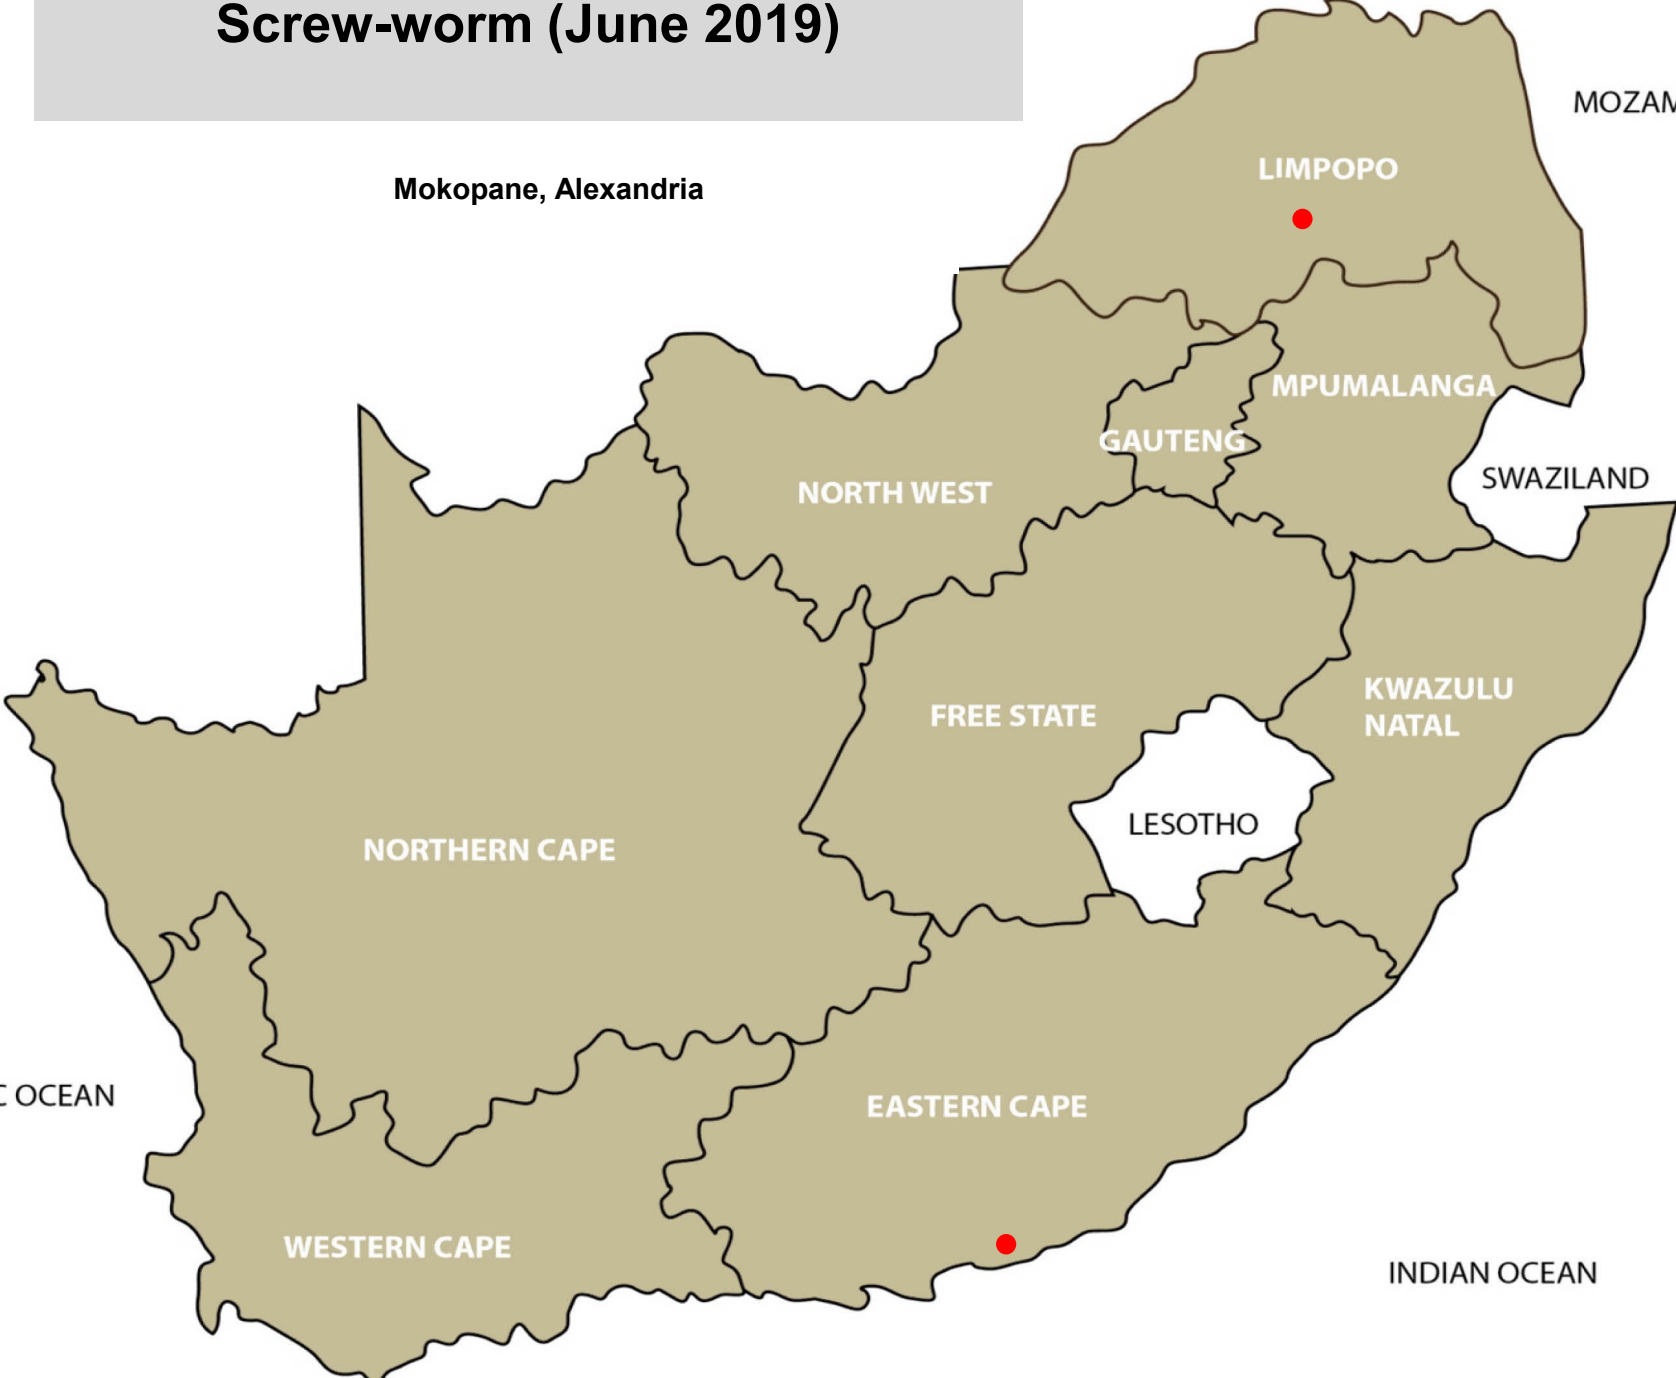 Screw-worm (June 2019)
MOZAM
LIMPOPO
Mokopane, Alexandria
MPUMALANGA
GAUTENG
SWAZILAND
NORTH WEST
KWAZULU
NATAL
FREE STATE
LESOTHO
NORTHERN CAPE
C OCEAN
EASTERN CAPE
WESTERN CAPE
INDIAN OCEAN